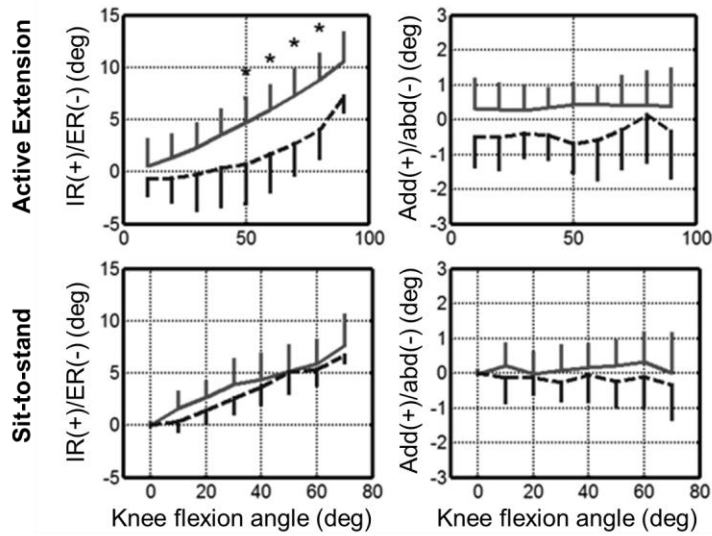 Active Extension
IR(+)/ER(-) (deg)
15
10
5
0
-5
* * * *
0 50 100
Add(+)/abd(-) (deg)
3
2
1
0
-1
-2
-3
0 50 100
Sit-to-stand
IR(+)/ER(-) (deg)
15
10
5
0
-5
0 20 40 60 80
Knee flexion angle (deg)
Add(+)/abd(-) (deg)
3
2
1
0
-1
-2
-3
0 20 40 60 80
Knee flexion angle (deg)